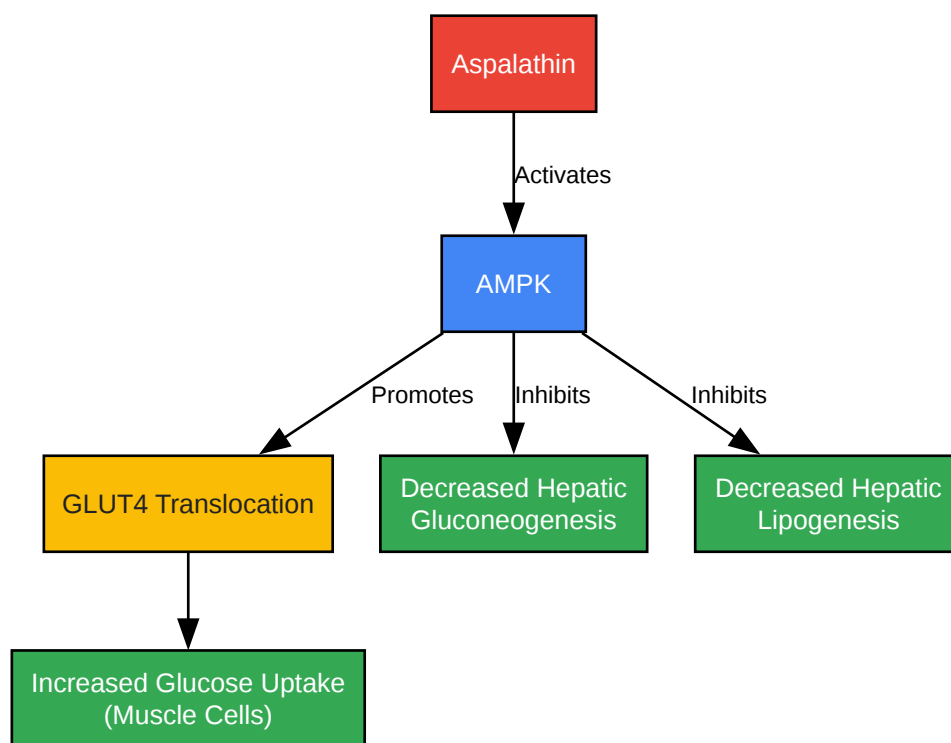 Aspalathin
Activates
AMPK
Promotes
Inhibits
Inhibits
GLUT4 Translocation
Decreased Hepatic
Gluconeogenesis
Decreased Hepatic
Lipogenesis
Increased Glucose Uptake
(Muscle Cells)